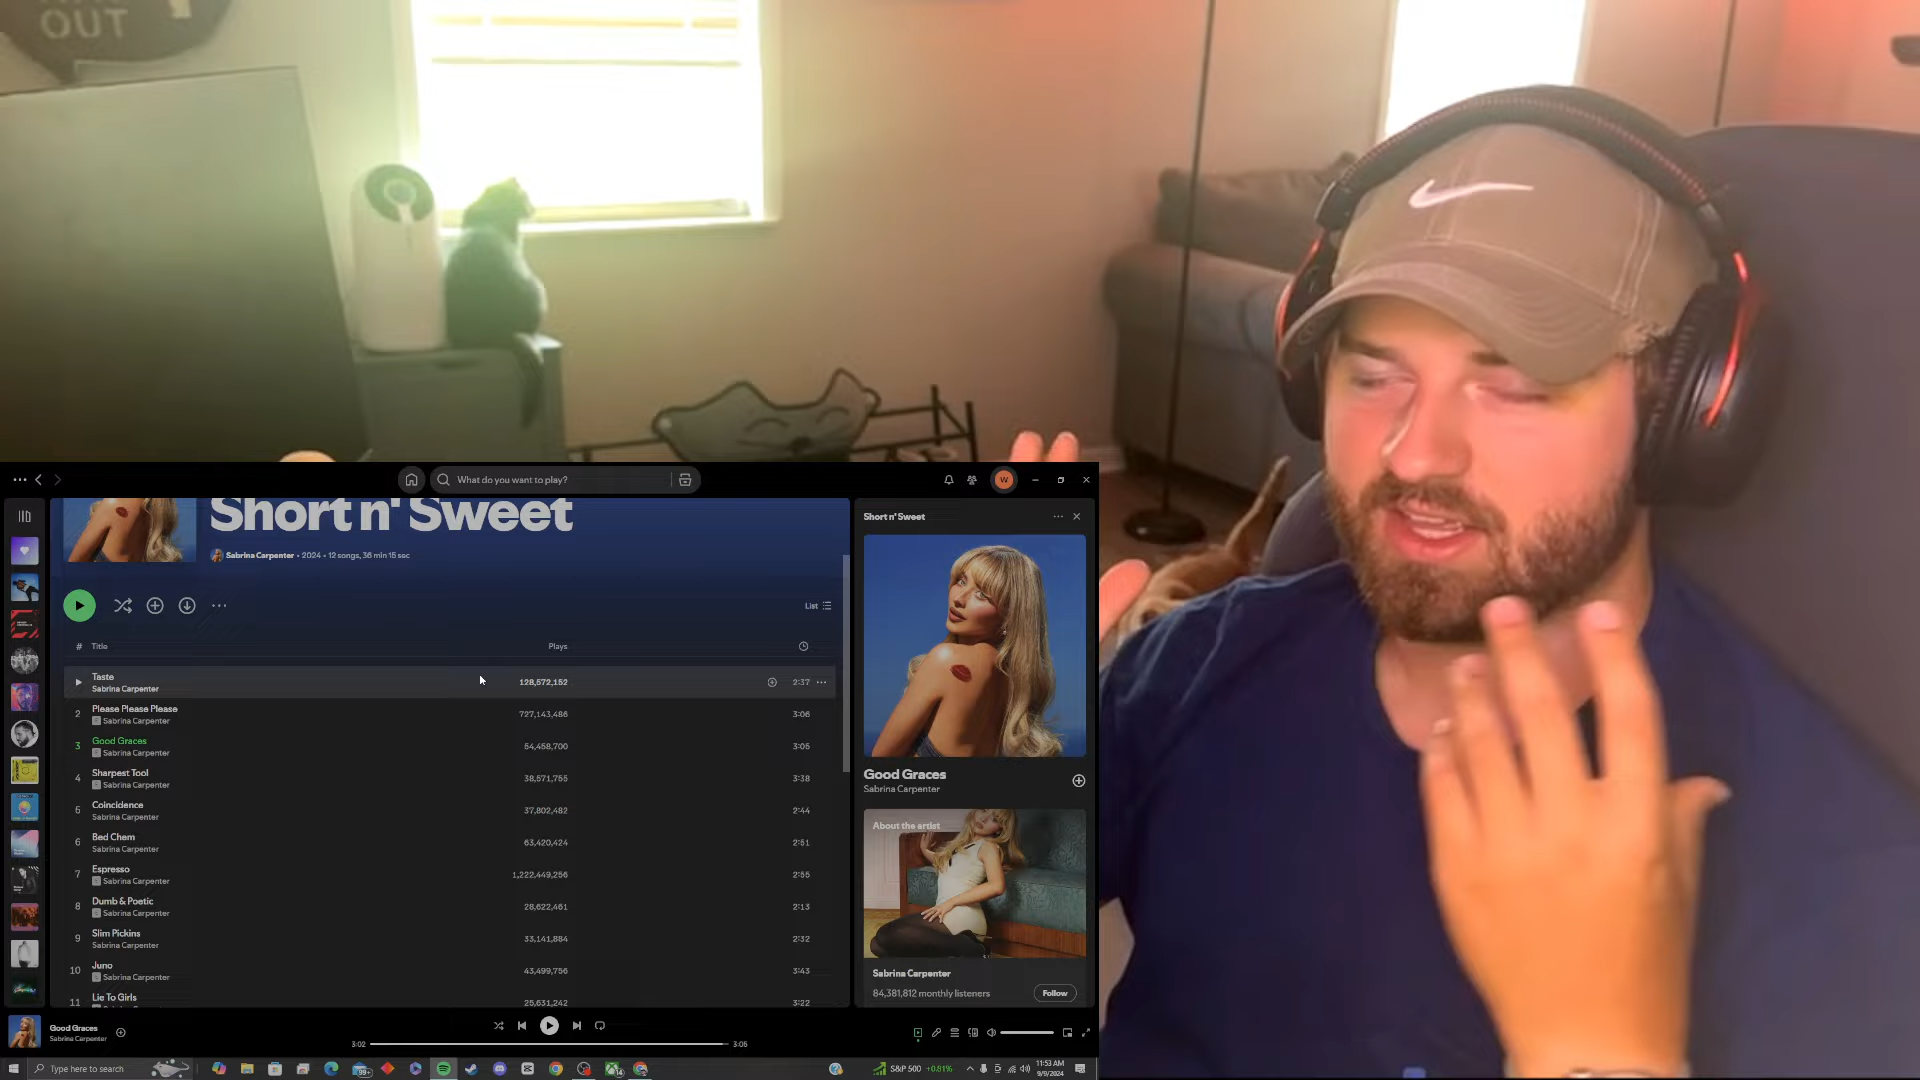 OUT
What do you want to play?
W
Short n' Sweet
Sabrina Carpenter • 2024 • 12 songs, 36 min 15 sec
List
# Title Plays
Taste 128,572,152 2:37
Sabrina Carpenter
2 Please Please Please 727,143,486 3:06
E Sabrina Carpenter
3 Good Graces 54,458,700 3:05
E Sabrina Carpenter
4 Sharpest Tool 38,571,755 3:38
E Sabrina Carpenter
5 Coincidence 37,802,482 2:44
Sabrina Carpenter
6 Bed Chem 63,420,424 2:51
Sabrina Carpenter
7 Espresso 1,222,449,256 2:55
E Sabrina Carpenter
8 Dumb & Poetic 28,622,461 2:13
E Sabrina Carpenter
9 Slim Pickins 33,141,884 2:32
Sabrina Carpenter
10 Juno 43,499,756 3:43
E Sabrina Carpenter
11 Lie To Girls 25,631,242 3:22
Short n' Sweet
Good Graces
Sabrina Carpenter
About the artist
Sabrina Carpenter
84,381,812 monthly listeners Follow
Good Graces
Sabrina Carpenter
3:02 3:05
Type here to search
99+
14
S&P 500 +0.81%
11:53 AM
9/9/2024